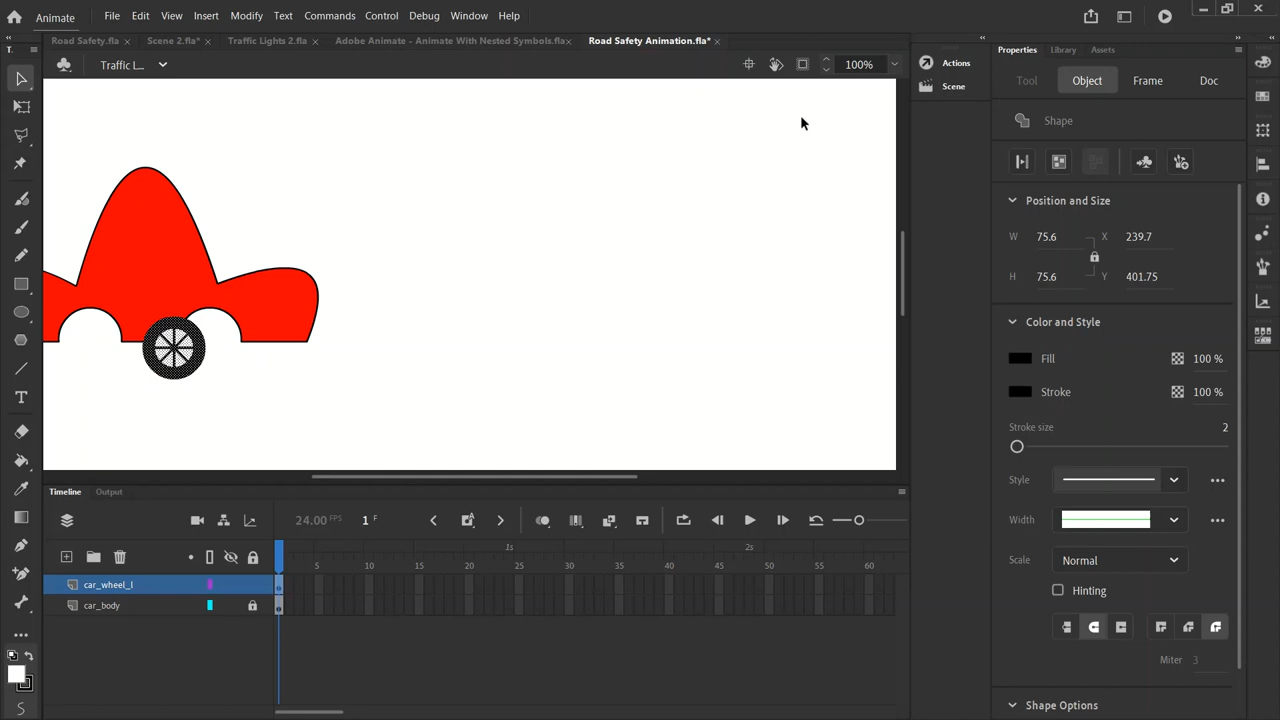 Animate File Edit View Insert Modify Text Commands Control Debug Window Help
Road Safety.fla × Scene 2.fla* × Traffic Lights 2.fla × Adobe Animate - Animate With Nested Symbols.fla* × Road Safety Animation.fla* ×
Traffic l... 100%
Properties Library Assets
Actions
Scene
Tool Object Frame Doc
Shape
Position and Size
W 75.6 X 239.7
H 75.6 Y 401.75
Color and Style
Fill 100 %
Stroke 100 %
Stroke size 2
Style
Width
Scale Normal
Hinting
Miter 3
Shape Options
Timeline Output
24.00 FPS 1 F
1s 2s
5 10 15 20 25 30 35 40 45 50 55 60
car_wheel_l
car_body